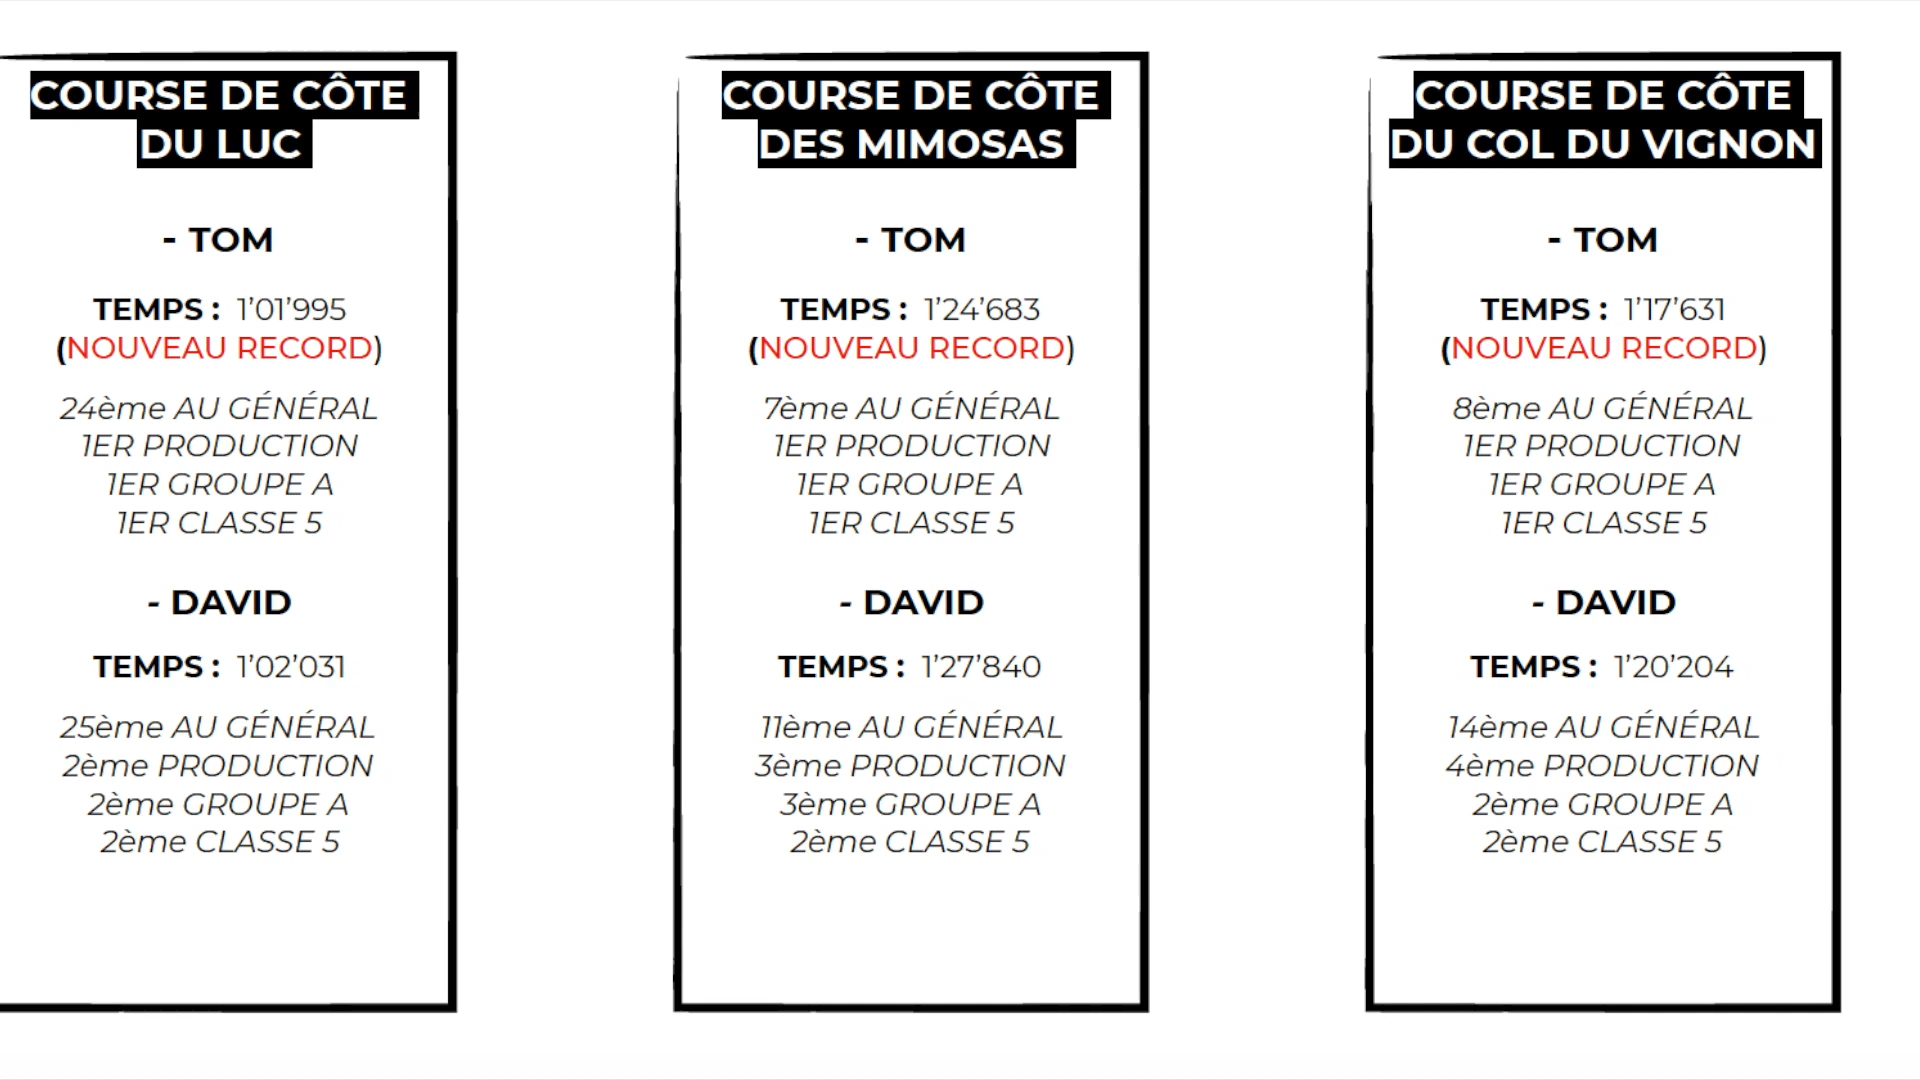 COURSE DE CÔTE
DU LUC
- TOM
TEMPS : 1’01’995
(NOUVEAU RECORD)
24ème AU GÉNÉRAL
1ER PRODUCTION
1ER GROUPE A
1ER CLASSE 5
- DAVID
TEMPS : 1’02’031
25ème AU GÉNÉRAL
2ème PRODUCTION
2ème GROUPE A
2ème CLASSE 5
COURSE DE CÔTE
DES MIMOSAS
- TOM
TEMPS : 1’24’683
(NOUVEAU RECORD)
7ème AU GÉNÉRAL
1ER PRODUCTION
1ER GROUPE A
1ER CLASSE 5
- DAVID
TEMPS : 1’27’840
11ème AU GÉNÉRAL
3ème PRODUCTION
3ème GROUPE A
2ème CLASSE 5
COURSE DE CÔTE
DU COL DU VIGNON
- TOM
TEMPS : 1’17’631
(NOUVEAU RECORD)
8ème AU GÉNÉRAL
1ER PRODUCTION
1ER GROUPE A
1ER CLASSE 5
- DAVID
TEMPS : 1’20’204
14ème AU GÉNÉRAL
4ème PRODUCTION
2ème GROUPE A
2ème CLASSE 5